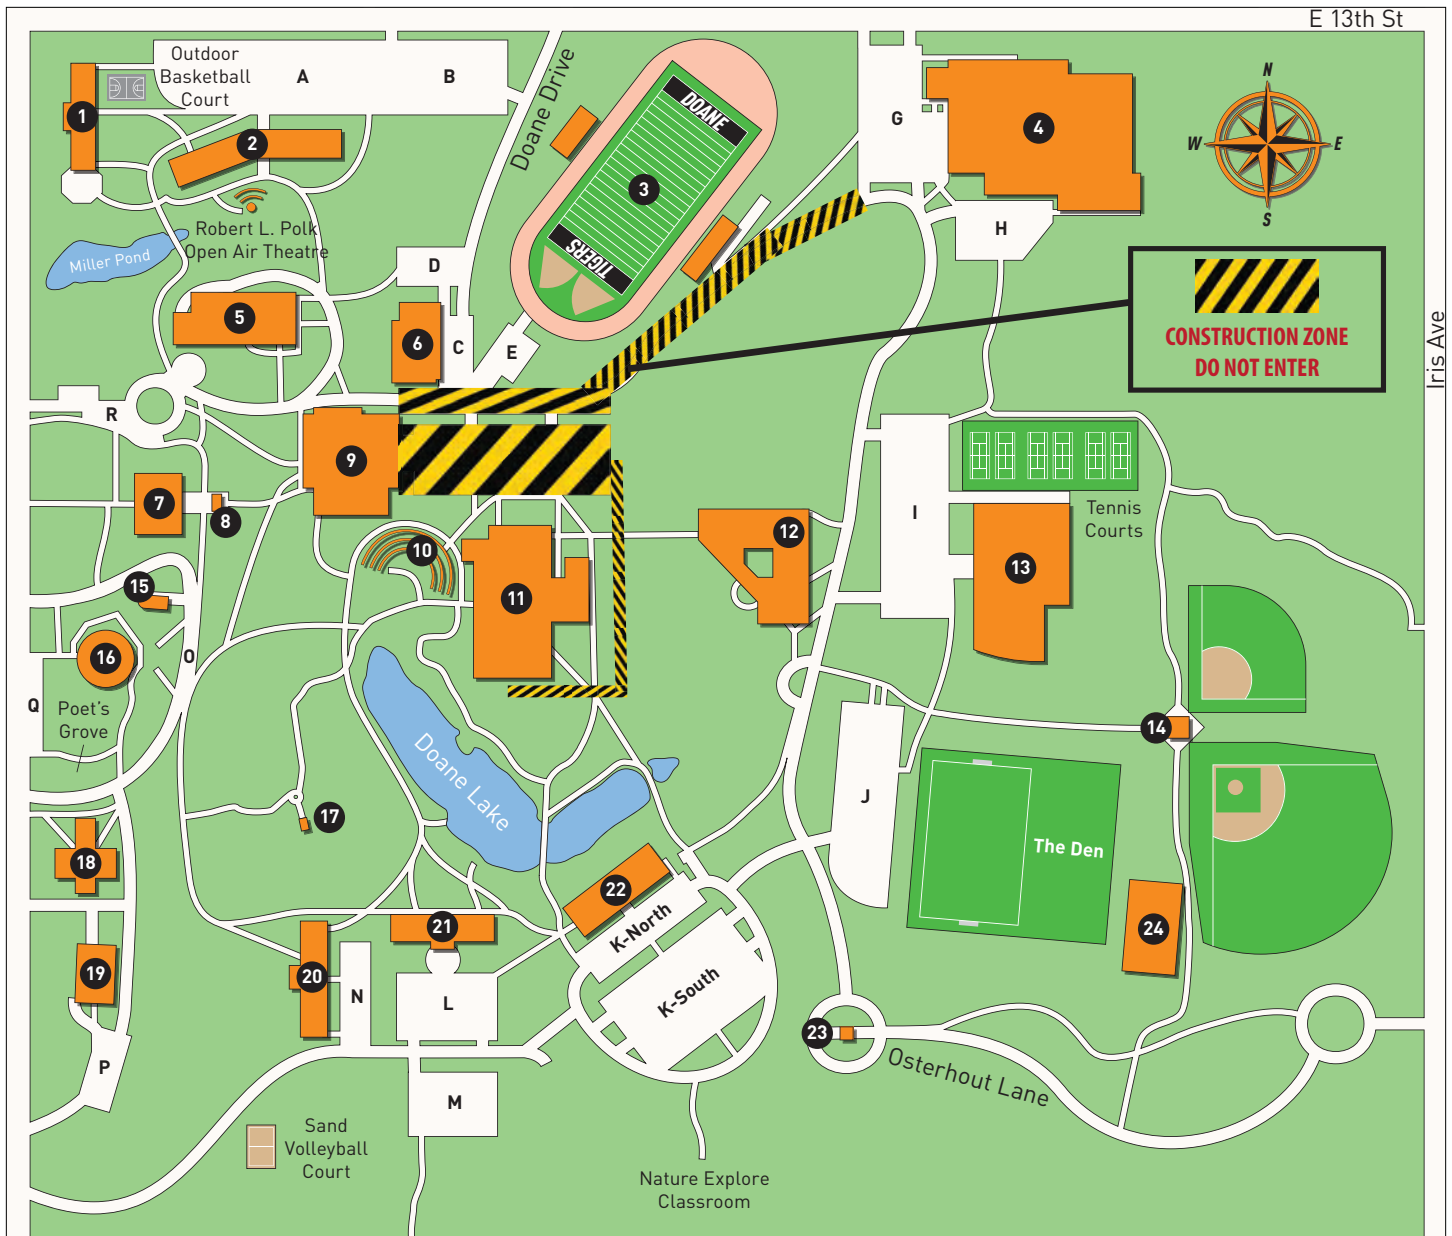 E 13th St
Outdoor
Basketball
Court
A
B
Doane Drive
DOANE
G
4
N
W
E
S
1
2
3
TIGERS
Robert L. Polk
Open Air Theatre
Miller Pond
D
H
CONSTRUCTION ZONE
DO NOT ENTER
Iris Ave
5
6
C
E
R
9
7
8
10
11
12
I
13
Tennis
Courts
15
16
O
Q
Poet's
Grove
Doane Lake
14
J
The Den
17
18
22
K-North
K-South
21
24
19
20
N
L
23
Osterhout Lane
P
M
Sand
Volleyball
Court
Nature Explore
Classroom